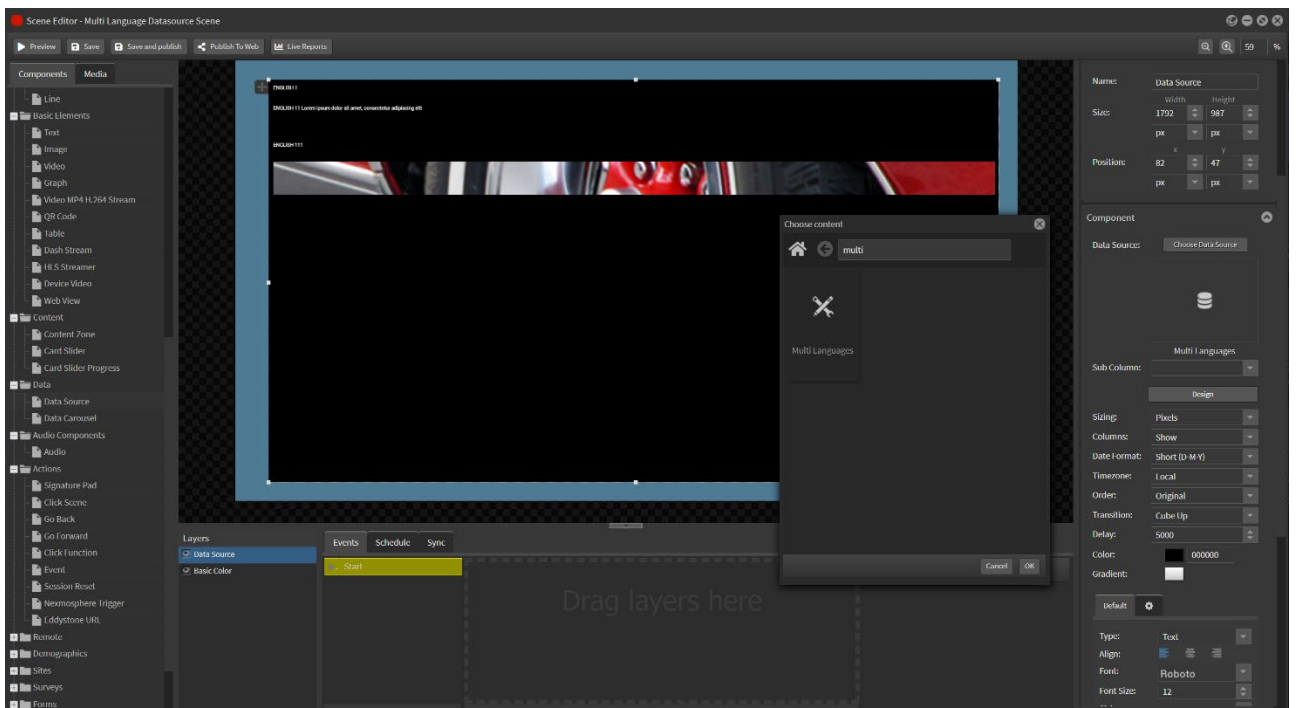 Scene Editor - Multi Language Datasource Scene
Preview Save Save and publish Publish To Web Live Reports 59 %
Components Media
Line
Basic Elements
Text
Image
Video
Graph
Video MP4 H.264 Stream
QR Code
Table
Dash Stream
HLS Streamer
Device Video
Web View
Content
Content Zone
Card Slider
Card Slider Progress
Data
Data Source
Data Carousel
Audio Components
Audio
Actions
Signature Pad
Click Scene
Go Back
Go Forward
Click Function
Event
Session Reset
Nexmosphere Trigger
Eddystone URL
Remote
Demographics
Sites
Surveys
Forms
ENGLISH 1
ENGLISH 11 Lorem ipsum dolor sit amet, consectetur adipiscing elit
ENGLISH 111
Choose content
multi
Multi Languages
Cancel OK
Layers
Data Source
Basic Color
Events Schedule Sync
Start
Drag layers here
Name: Data Source
Width Height
Size: 1792 987
px px
x y
Position: 82 47
px px
Component
Data Source: Choose Data Source
Multi Languages
Sub Column:
Design
Sizing: Pixels
Columns: Show
Date Format: Short (D-M-Y)
Timezone: Local
Order: Original
Transition: Cube Up
Delay: 5000
Color: 000000
Gradient:
Default
Type: Text
Align:
Font: Roboto
Font Size: 12